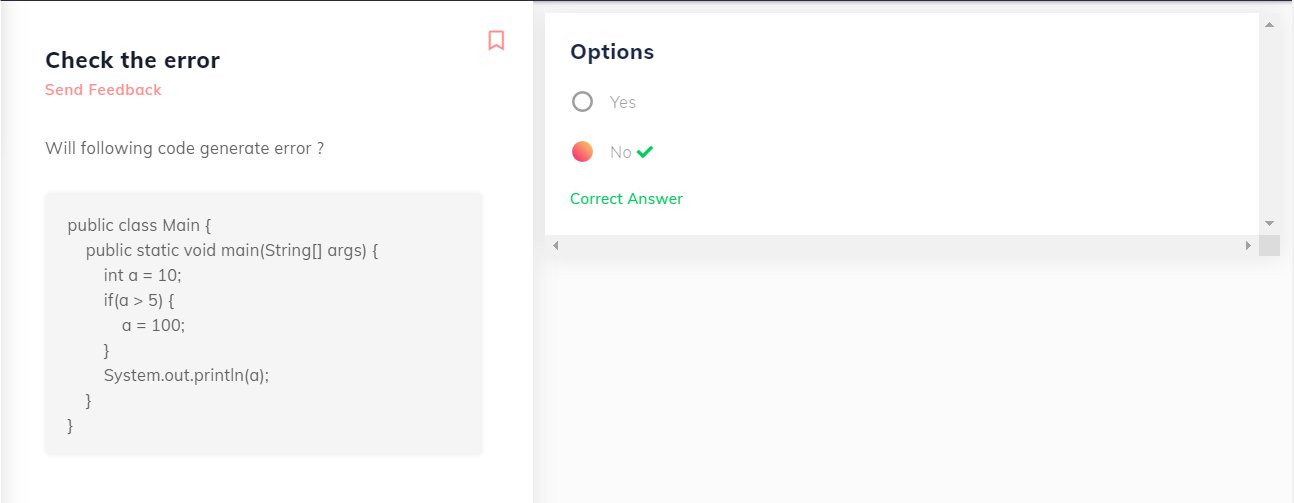 Check the error
Send Feedback
Will following code generate error ?
public class Main {
    public static void main(String[] args) {
        int a = 10;
        if(a > 5) {
            a = 100;
        }
        System.out.println(a);
    }
}
Options
Yes
No
Correct Answer